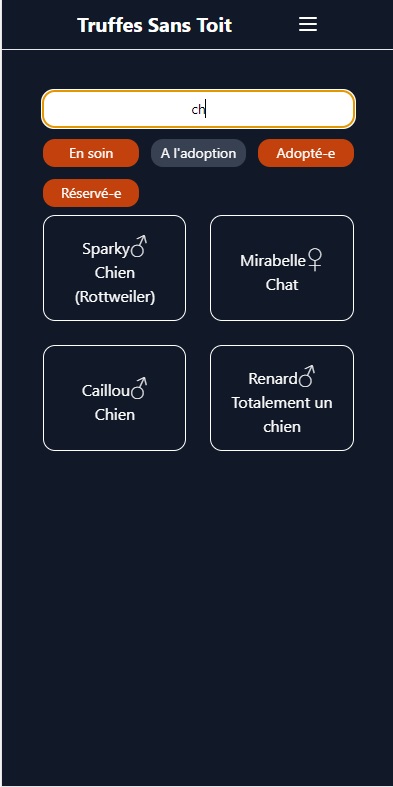 Truffes Sans Toit
ch
En soin
A l'adoption
Adopté-e
Réservé-e
Sparky♂
Chien
(Rottweiler)
Mirabelle♀
Chat
Caillou♂
Chien
Renard♂
Totalement un
chien